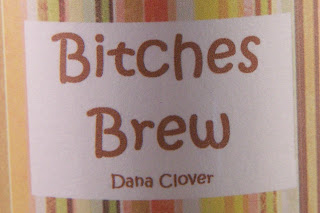 Bitches
Brew
Dana Clover